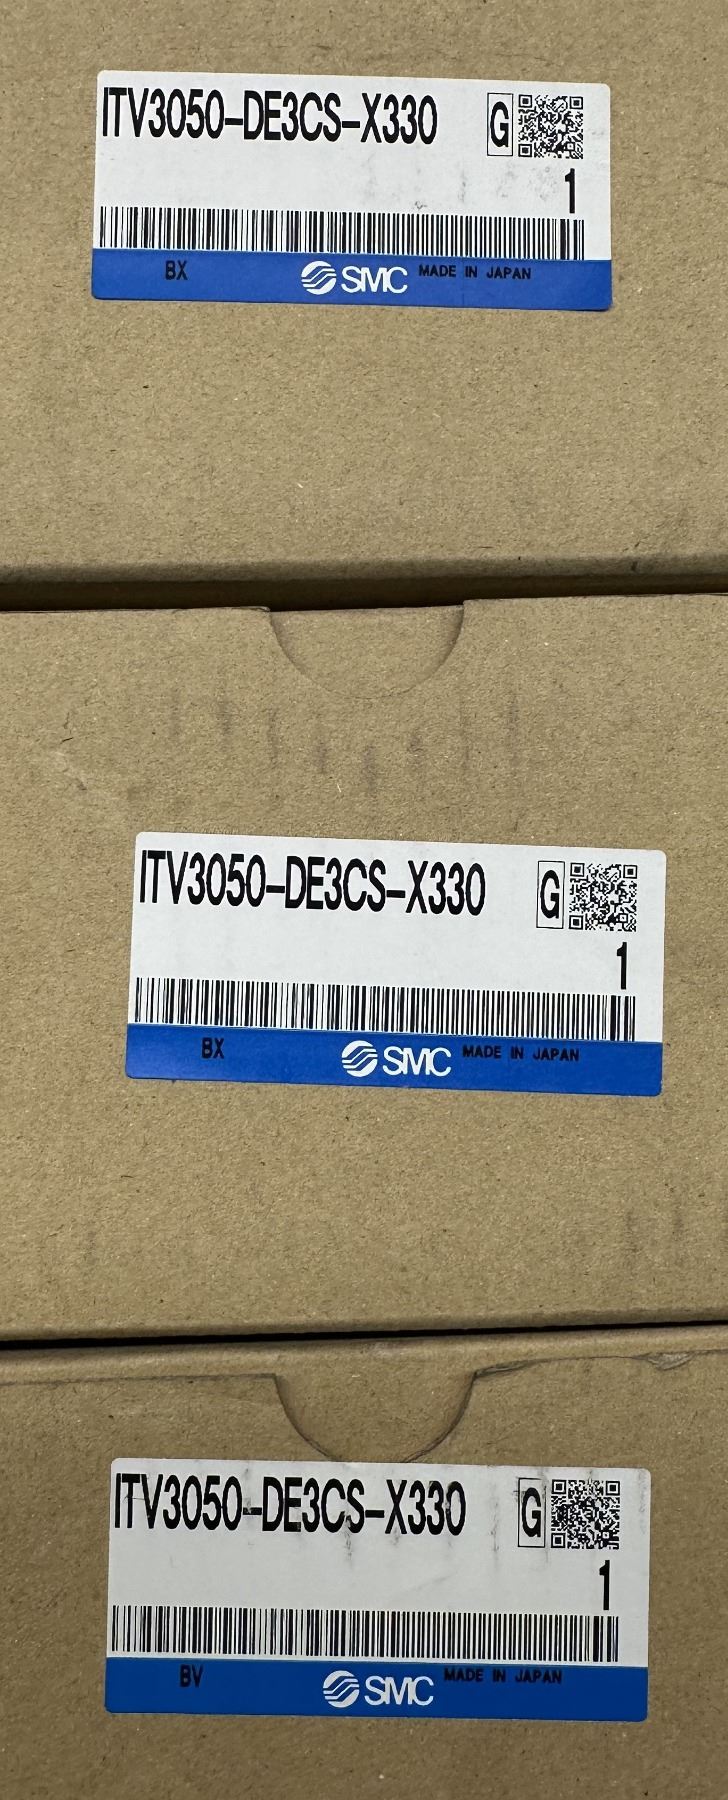 ITV3050-DE3CS-X330 G
1
BX SMC MADE IN JAPAN
ITV3050-DE3CS-X330 G
1
BX SMC MADE IN JAPAN
ITV3050-DE3CS-X330 G
1
BV SMC MADE IN JAPAN